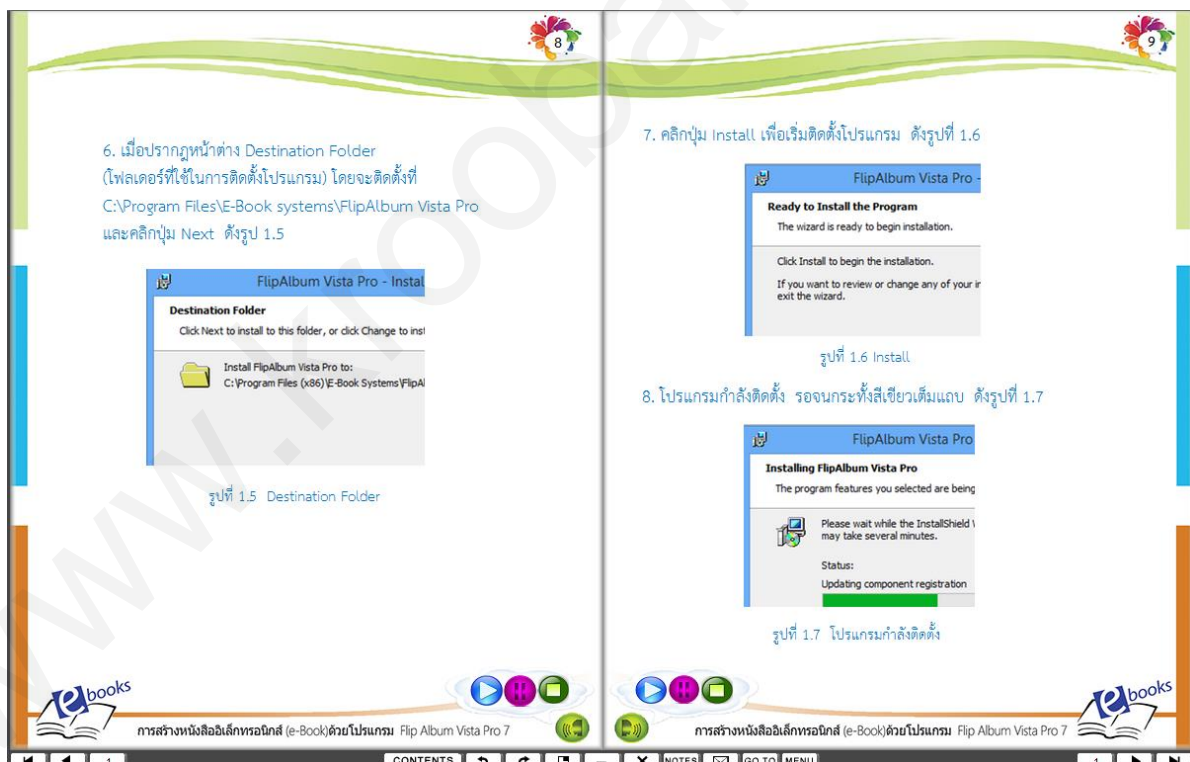 8
6. เมื่อปรากฎหน้าต่าง Destination Folder
(โฟลเดอร์ที่ใช้ในการติดตั้งโปรแกรม) โดยจะติดตั้งที่
C:\Program Files\E-Book systems\FlipAlbum Vista Pro
และคลิกปุ่ม Next ดังรูป 1.5
FlipAlbum Vista Pro - Instal
Destination Folder
Click Next to install to this folder, or click Change to inst
Install FlipAlbum Vista Pro to:
C:\Program Files (x86)\E-Book Systems\FlipAl
รูปที่ 1.5 Destination Folder
e books
การสร้างหนังสืออิเล็กทรอนิกส์ (e-Book)ด้วยโปรแกรม Flip Album Vista Pro 7
9
7. คลิกปุ่ม Install เพื่อเริ่มติดตั้งโปรแกรม ดังรูปที่ 1.6
FlipAlbum Vista Pro -
Ready to Install the Program
The wizard is ready to begin installation.
Click Install to begin the installation.
If you want to review or change any of your in
exit the wizard.
รูปที่ 1.6 Install
8. โปรแกรมกำลังติดตั้ง รอจนกระทั้งสีเขียวเต็มแถบ ดังรูปที่ 1.7
FlipAlbum Vista Pro
Installing FlipAlbum Vista Pro
The program features you selected are being
Please wait while the InstallShield W
may take several minutes.
Status:
Updating component registration
รูปที่ 1.7 โปรแกรมกำลังติดตั้ง
e books
การสร้างหนังสืออิเล็กทรอนิกส์ (e-Book)ด้วยโปรแกรม Flip Album Vista Pro 7
www.krooba
1 CONTENTS NOTES GO TO MENU 1